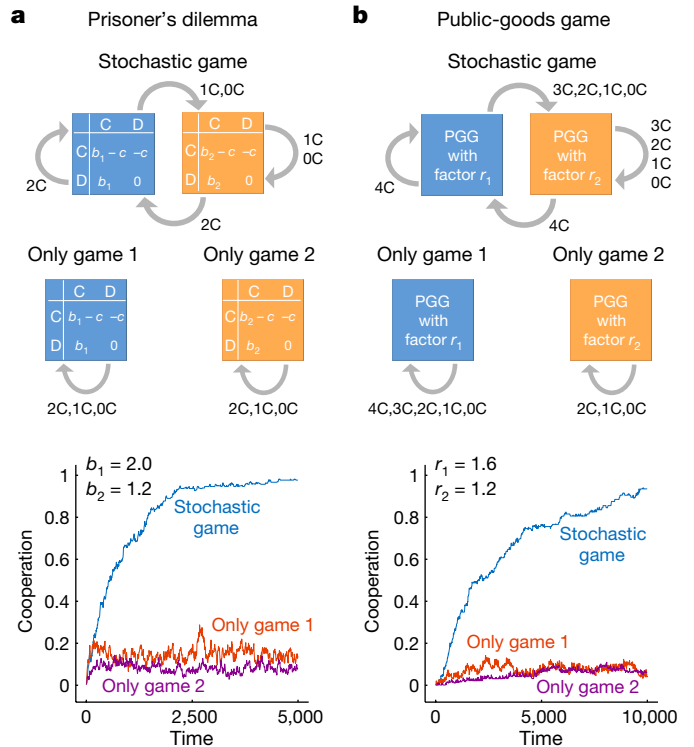 a Prisoner's dilemma
Stochastic game
1C,0C
C D
C b1 – c –c
D b1 0
C D
C b2 – c –c
D b2 0
2C
1C
0C
2C
Only game 1
Only game 2
C D
C b1 – c –c
D b1 0
2C,1C,0C
C D
C b2 – c –c
D b2 0
2C,1C,0C
b1 = 2.0
b2 = 1.2
Stochastic
game
Only game 1
Only game 2
Cooperation
1
0.8
0.6
0.4
0.2
0
0 2,500 5,000
Time
b Public-goods game
Stochastic game
3C,2C,1C,0C
PGG
with
factor r1
PGG
with
factor r2
4C
3C
2C
1C
0C
4C
Only game 1
Only game 2
PGG
with
factor r1
4C,3C,2C,1C,0C
PGG
with
factor r2
2C,1C,0C
r1 = 1.6
r2 = 1.2
Stochastic
game
Only game 1
Only game 2
Cooperation
1
0.8
0.6
0.4
0.2
0
0 5,000 10,000
Time